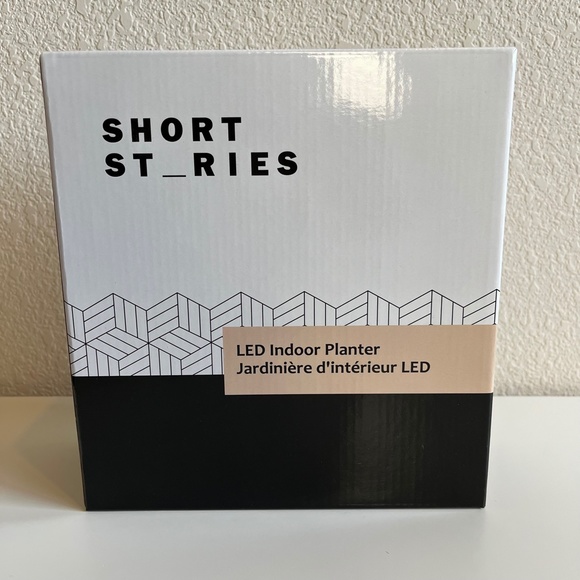 SHORT
ST_RIES
LED Indoor Planter
Jardinière d'intérieur LED